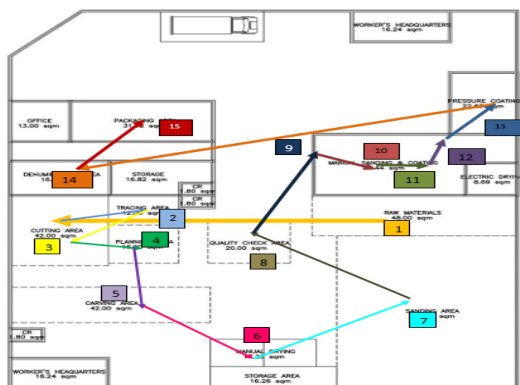 WORKER'S HEADQUARTERS
16.24 sqm
PRESSURE COATING
OFFICE
13.00 sqm
PACKAGING
15
13
9
10
12
MANUAL SANDING & COATING
11
ELECTRIC DRYING
8.69 sqm
14
STORAGE
16.82 sqm
CR
1.80 sqm
CR
1.80 sqm
TRACING AREA
2
RAW MATERIALS
48.00 sqm
1
CUTTING AREA
42.00 sqm
3
4
QUALITY CHECK AREA
20.00 sqm
8
5
CARVING AREA
42.00 sqm
SANDING AREA
sqm
7
CR
1.80 sqm
6
MANUAL DRYING
WORKER'S HEADQUARTERS
16.24 sqm
STORAGE AREA
16.26 sqm